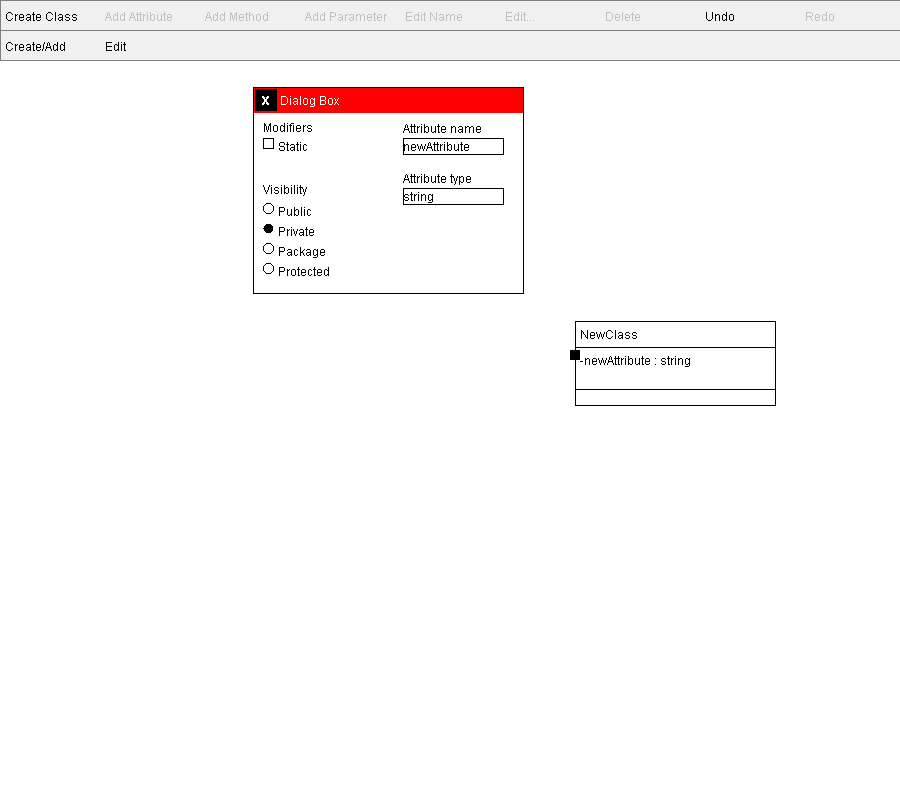 Create Class Add Attribute Add Method Add Parameter Edit Name Edit... Delete Undo Redo
Create/Add Edit
X Dialog Box
Modifiers
Static
Visibility
Public
Private
Package
Protected
Attribute name
newAttribute
Attribute type
string
NewClass
-newAttribute : string